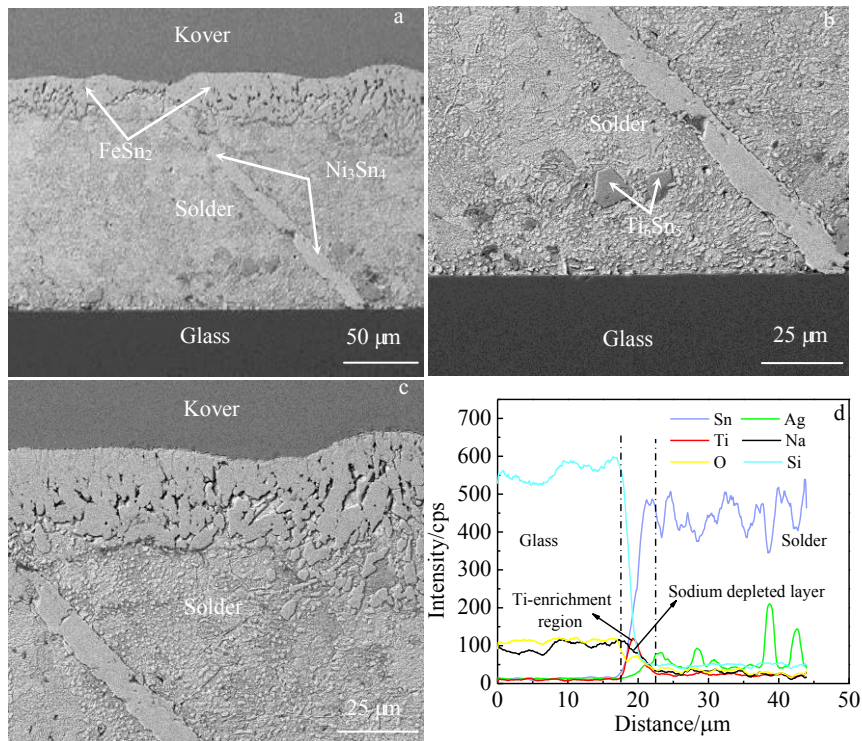 a
Kover
FeSn₂
Ni₃Sn₄
Solder
Glass
50 μm
b
Solder
Ti₆Sn₅
Glass
25 μm
c
Kover
Solder
25 μm
d
700
600
500
400
300
200
100
0
Intensity/cps
Sn
Ag
Ti
Na
O
Si
Glass
Solder
Ti-enrichment
region
Sodium depleted layer
0
10
20
30
40
50
Distance/μm